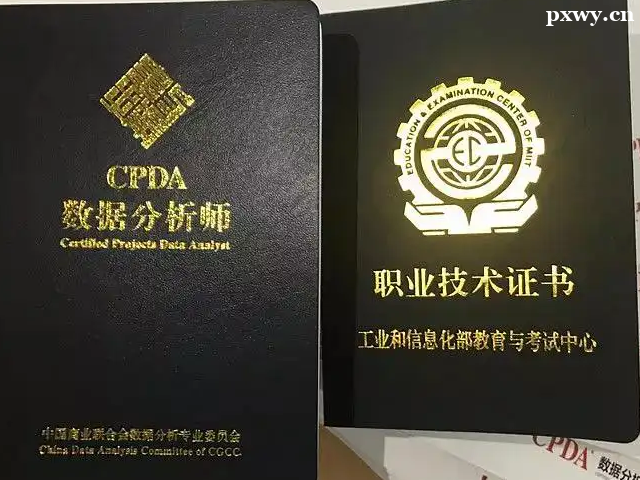 pxwy.cn
CPDA
数据分析师
Certified Projects Data Analyst
中国商业联合会数据分析专业委员会
China Data Analysis Committee of CGCC.
EDUCATION & EXAMINATION CENTER OF MIIT
EEC
职业技术证书
工业和信息化部教育与考试中心
CPDA
数据分析